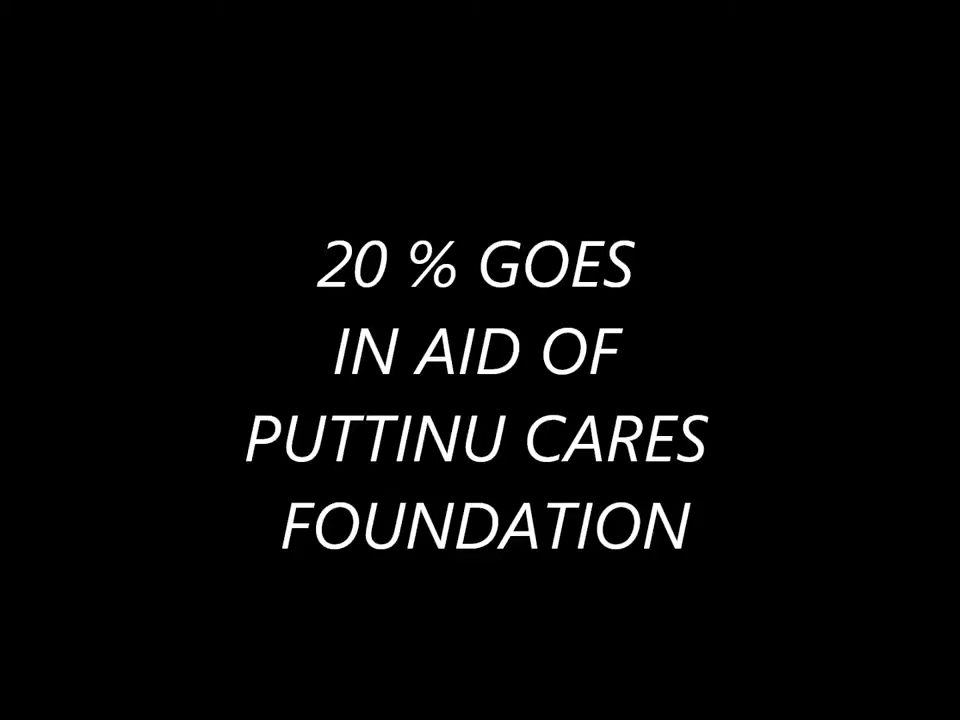 20 % GOES
IN AID OF
PUTTINU CARES
FOUNDATION